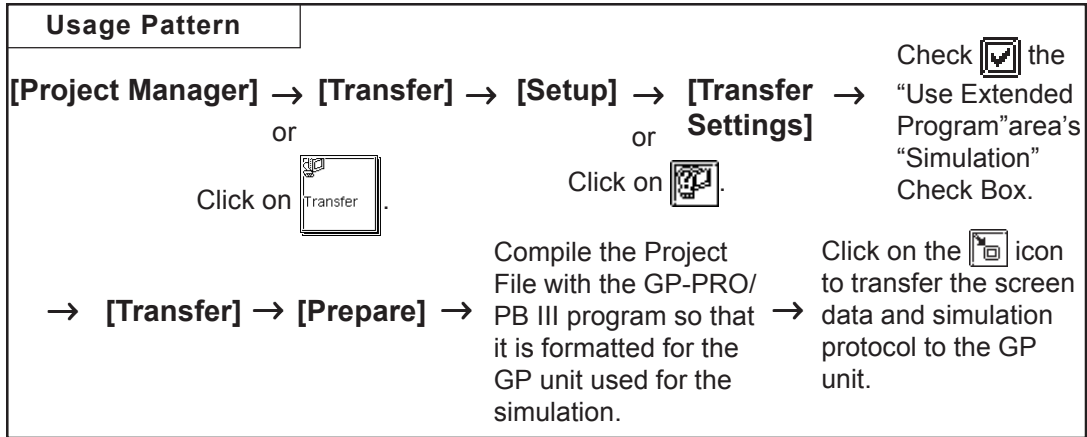 Usage Pattern
[Project Manager] → [Transfer] → [Setup] → [Transfer Settings] →
or
Click on Transfer .
or
Click on .
Check the
“Use Extended
Program”area’s
“Simulation”
Check Box.
→ [Transfer] → [Prepare] →
Compile the Project
File with the GP-PRO/
PB III program so that
it is formatted for the
GP unit used for the
simulation.
→
Click on the icon
to transfer the screen
data and simulation
protocol to the GP
unit.